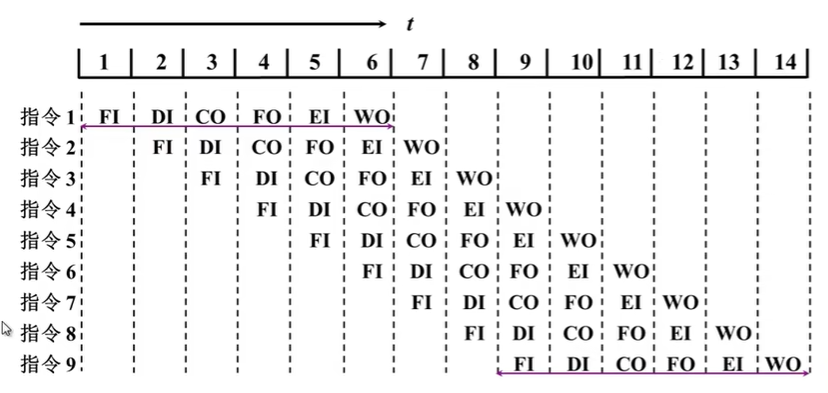 t
1 2 3 4 5 6 7 8 9 10 11 12 13 14
指令1 FI DI CO FO EI WO
指令2 FI DI CO FO EI WO
指令3 FI DI CO FO EI WO
指令4 FI DI CO FO EI WO
指令5 FI DI CO FO EI WO
指令6 FI DI CO FO EI WO
指令7 FI DI CO FO EI WO
指令8 FI DI CO FO EI WO
指令9 FI DI CO FO EI WO